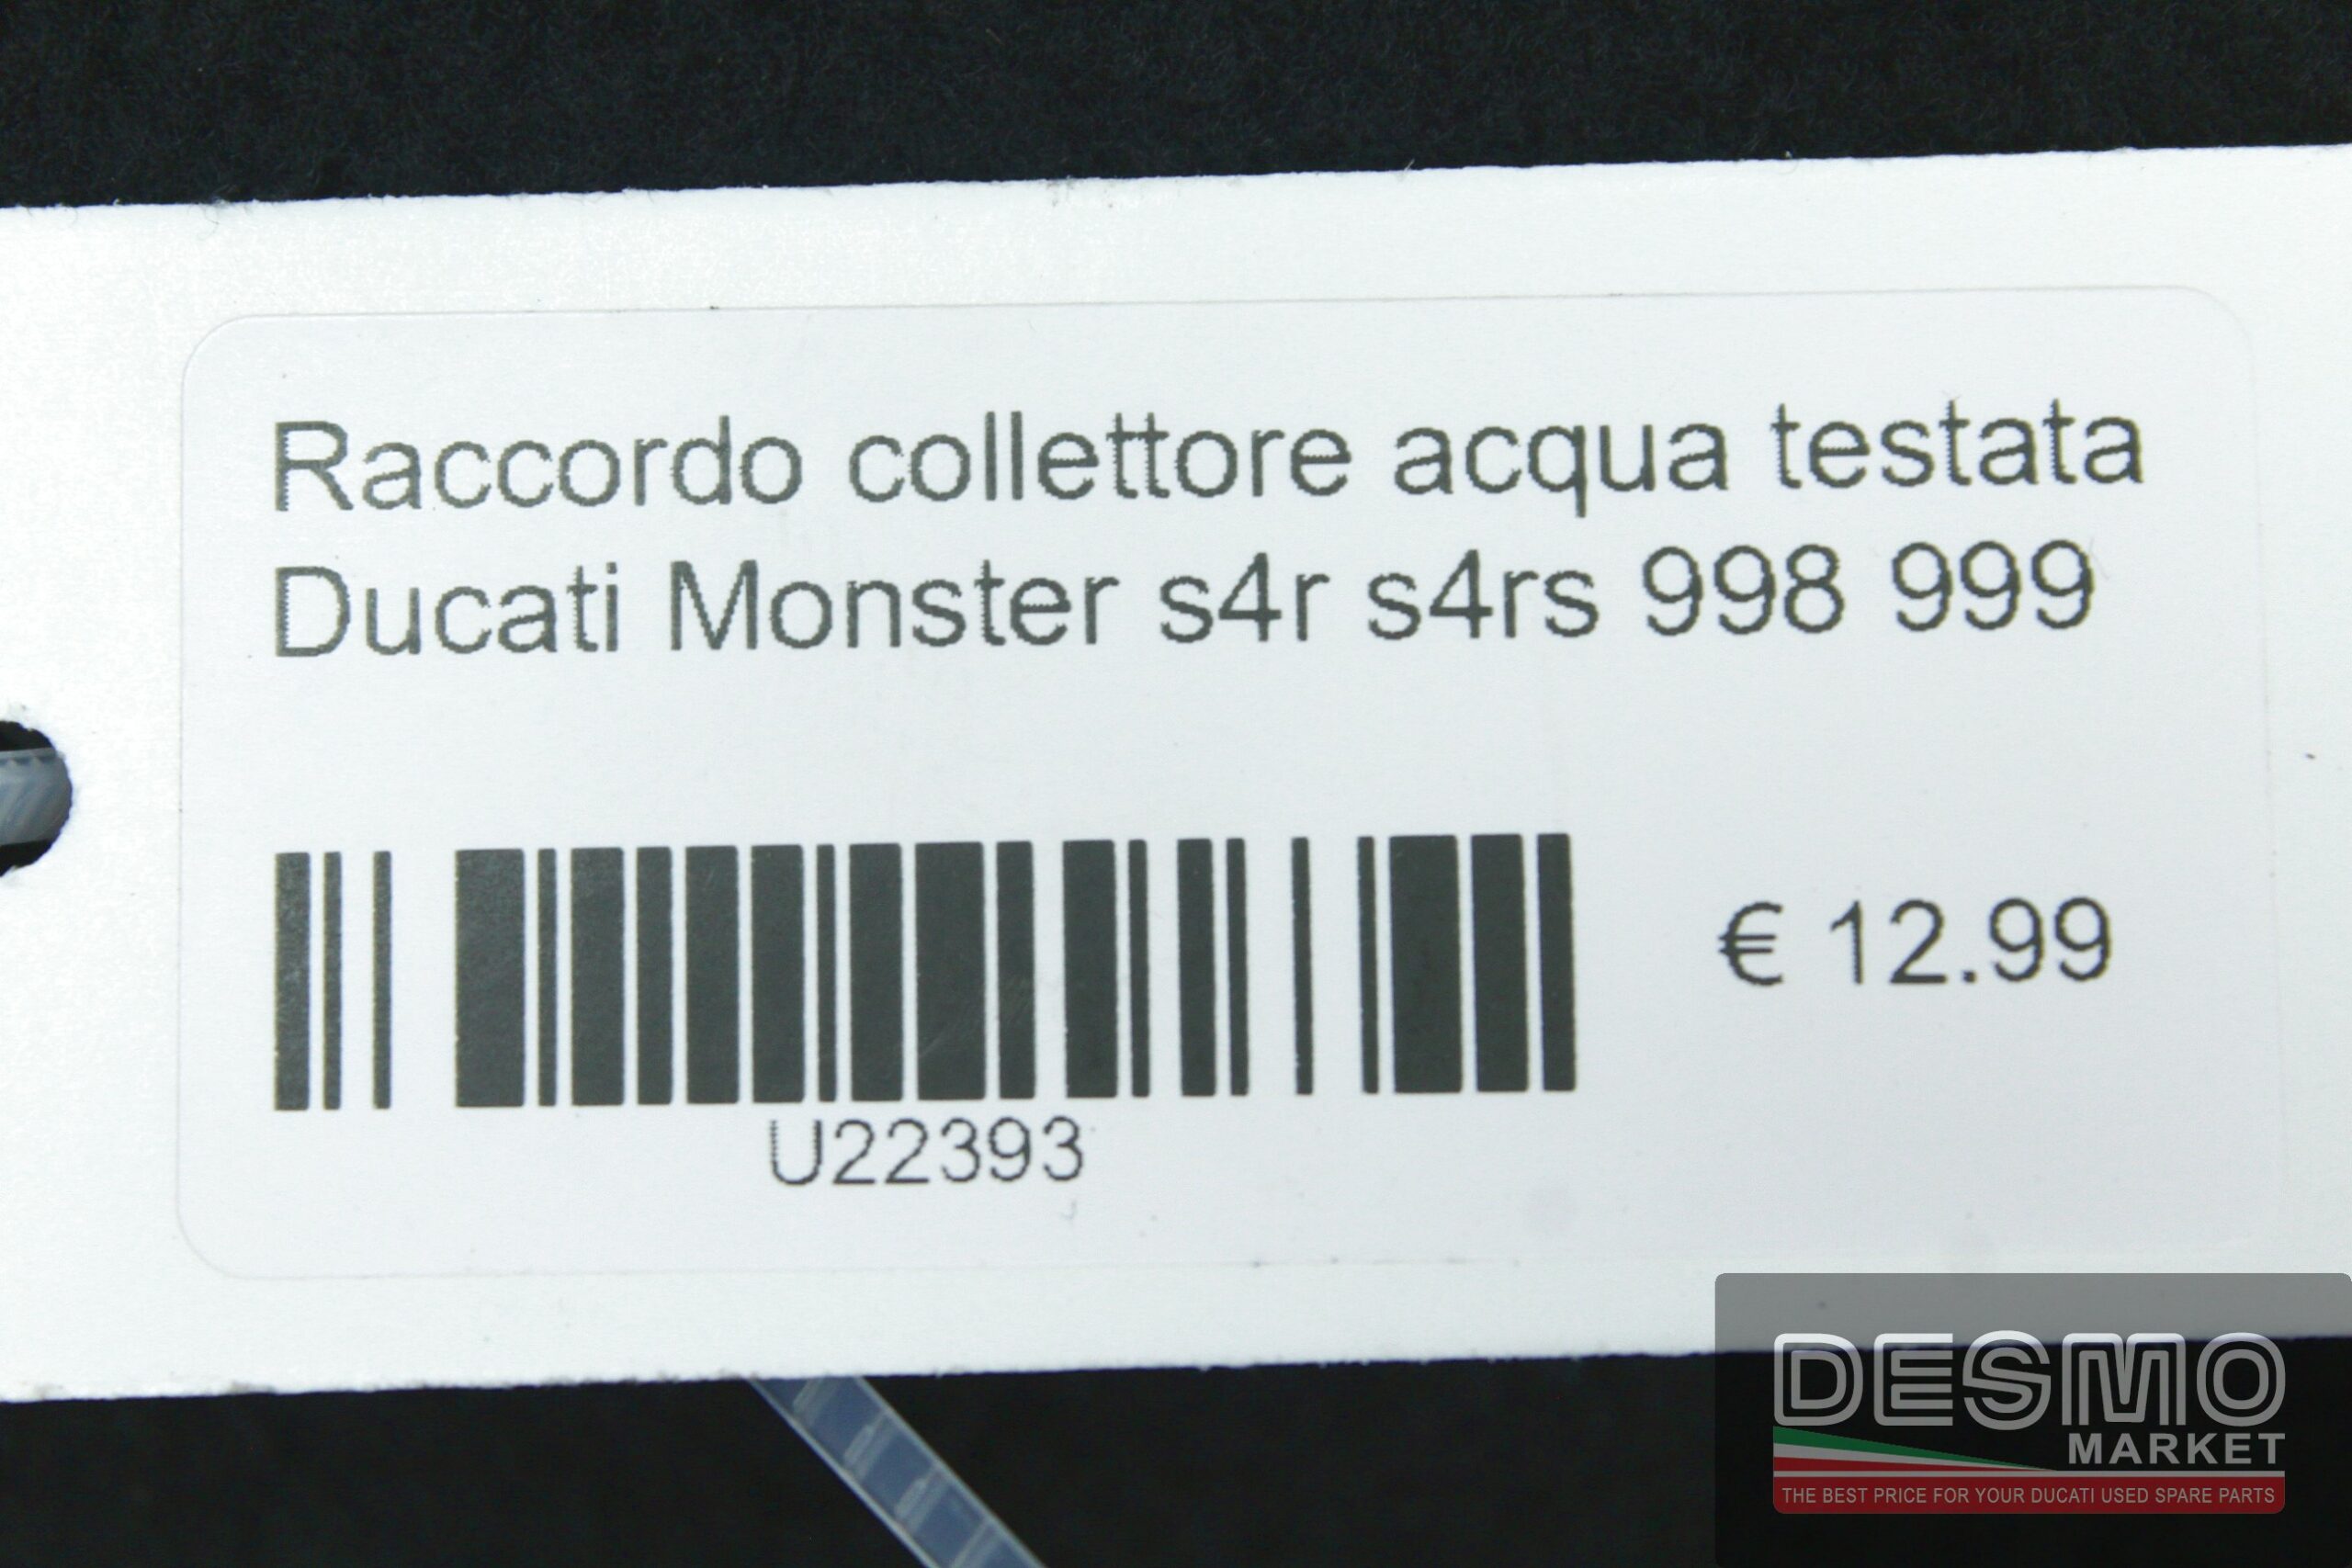 Raccordo collettore acqua testata
Ducati Monster s4r s4rs 998 999
€ 12.99
U22393
DESMO
MARKET
THE BEST PRICE FOR YOUR DUCATI USED SPARE PARTS